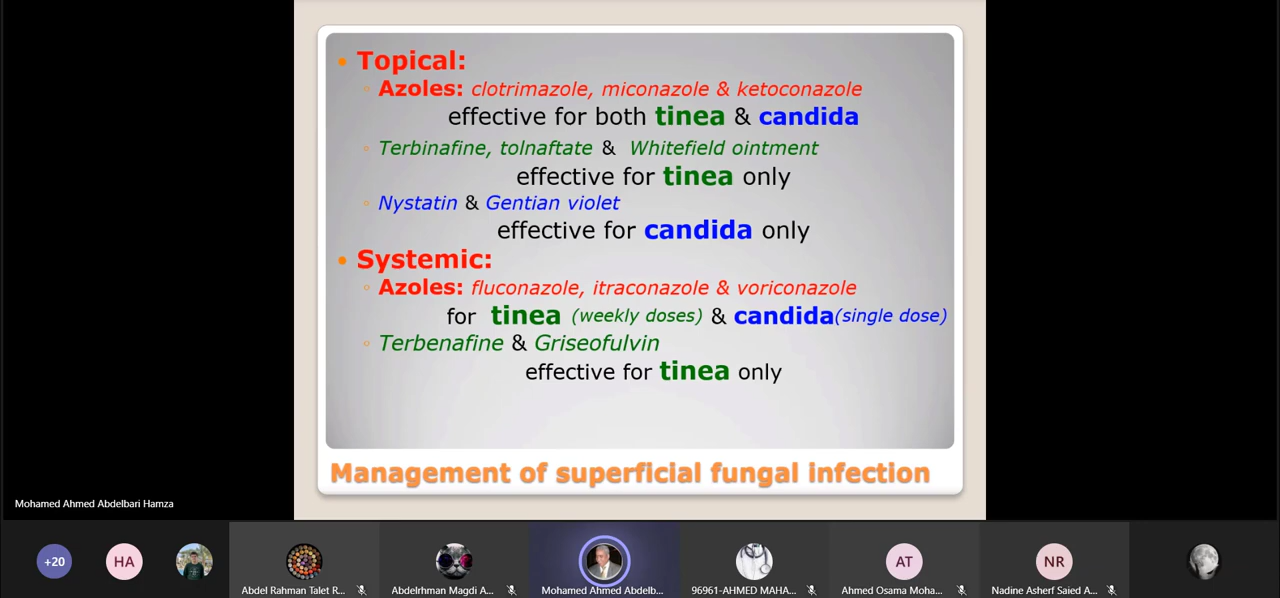 Topical:
Azoles: clotrimazole, miconazole & ketoconazole
effective for both tinea & candida
Terbinafine, tolnaftate & Whitefield ointment
effective for tinea only
Nystatin & Gentian violet
effective for candida only
Systemic:
Azoles: fluconazole, itraconazole & voriconazole
for tinea (weekly doses) & candida(single dose)
Terbenafine & Griseofulvin
effective for tinea only
Management of superficial fungal infection
Mohamed Ahmed Abdelbari Hamza
+20
HA
AT
NR
Abdel Rahman Talet R...
Abdelrhman Magdi A...
Mohamed Ahmed Abdelb...
96961-AHMED MAHA...
Ahmed Osama Moha...
Nadine Asherf Saied A...